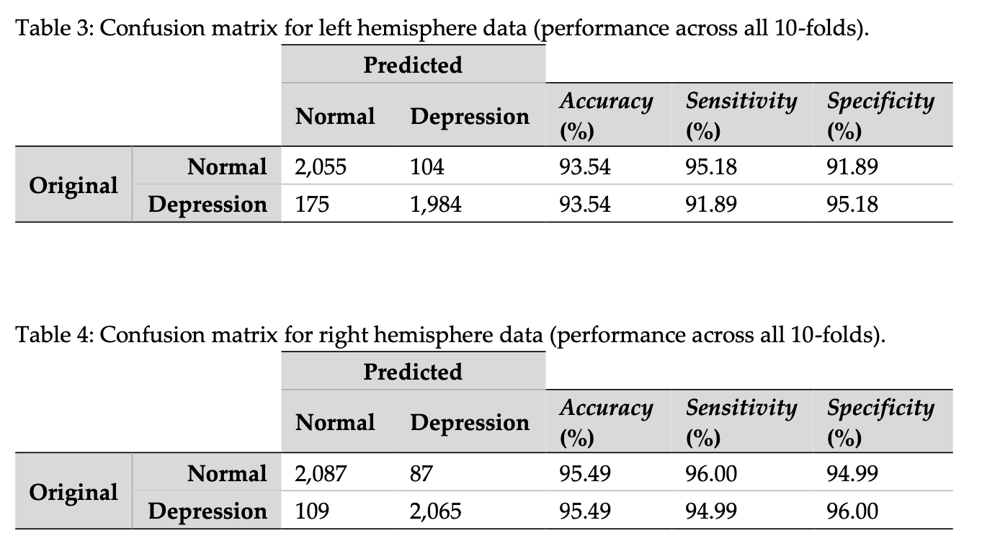 Table 3: Confusion matrix for left hemisphere data (performance across all 10-folds).
Predicted
Normal Depression Accuracy (%) Sensitivity (%) Specificity (%)
Original Normal 2,055 104 93.54 95.18 91.89
Depression 175 1,984 93.54 91.89 95.18
Table 4: Confusion matrix for right hemisphere data (performance across all 10-folds).
Predicted
Normal Depression Accuracy (%) Sensitivity (%) Specificity (%)
Original Normal 2,087 87 95.49 96.00 94.99
Depression 109 2,065 95.49 94.99 96.00